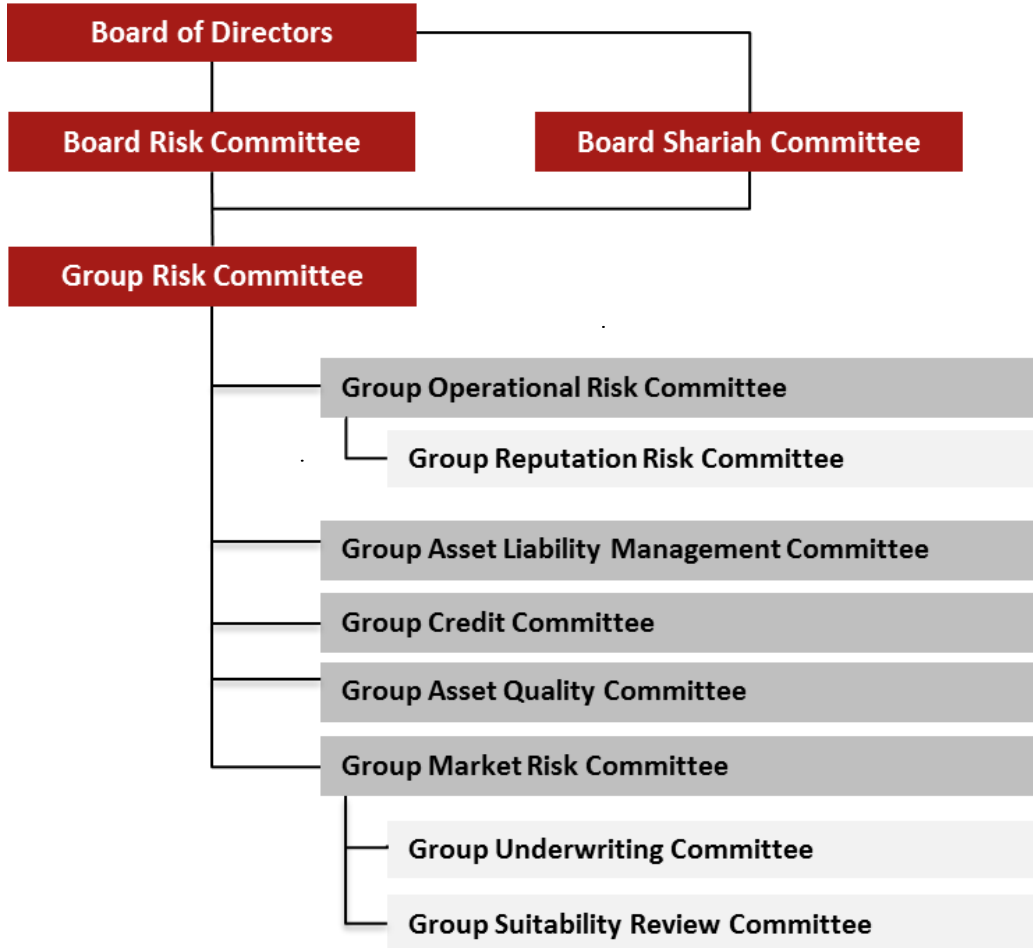 Board of Directors
Board Risk Committee
Board Shariah Committee
Group Risk Committee
Group Operational Risk Committee
Group Reputation Risk Committee
Group Asset Liability Management Committee
Group Credit Committee
Group Asset Quality Committee
Group Market Risk Committee
Group Underwriting Committee
Group Suitability Review Committee